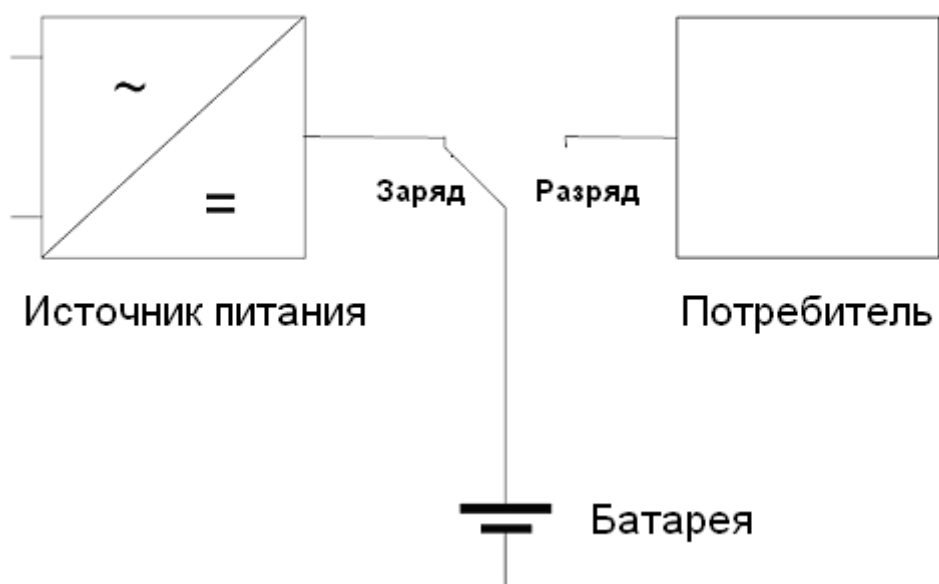 ~
=
Заряд
Разряд
Источник питания
Потребитель
Батарея